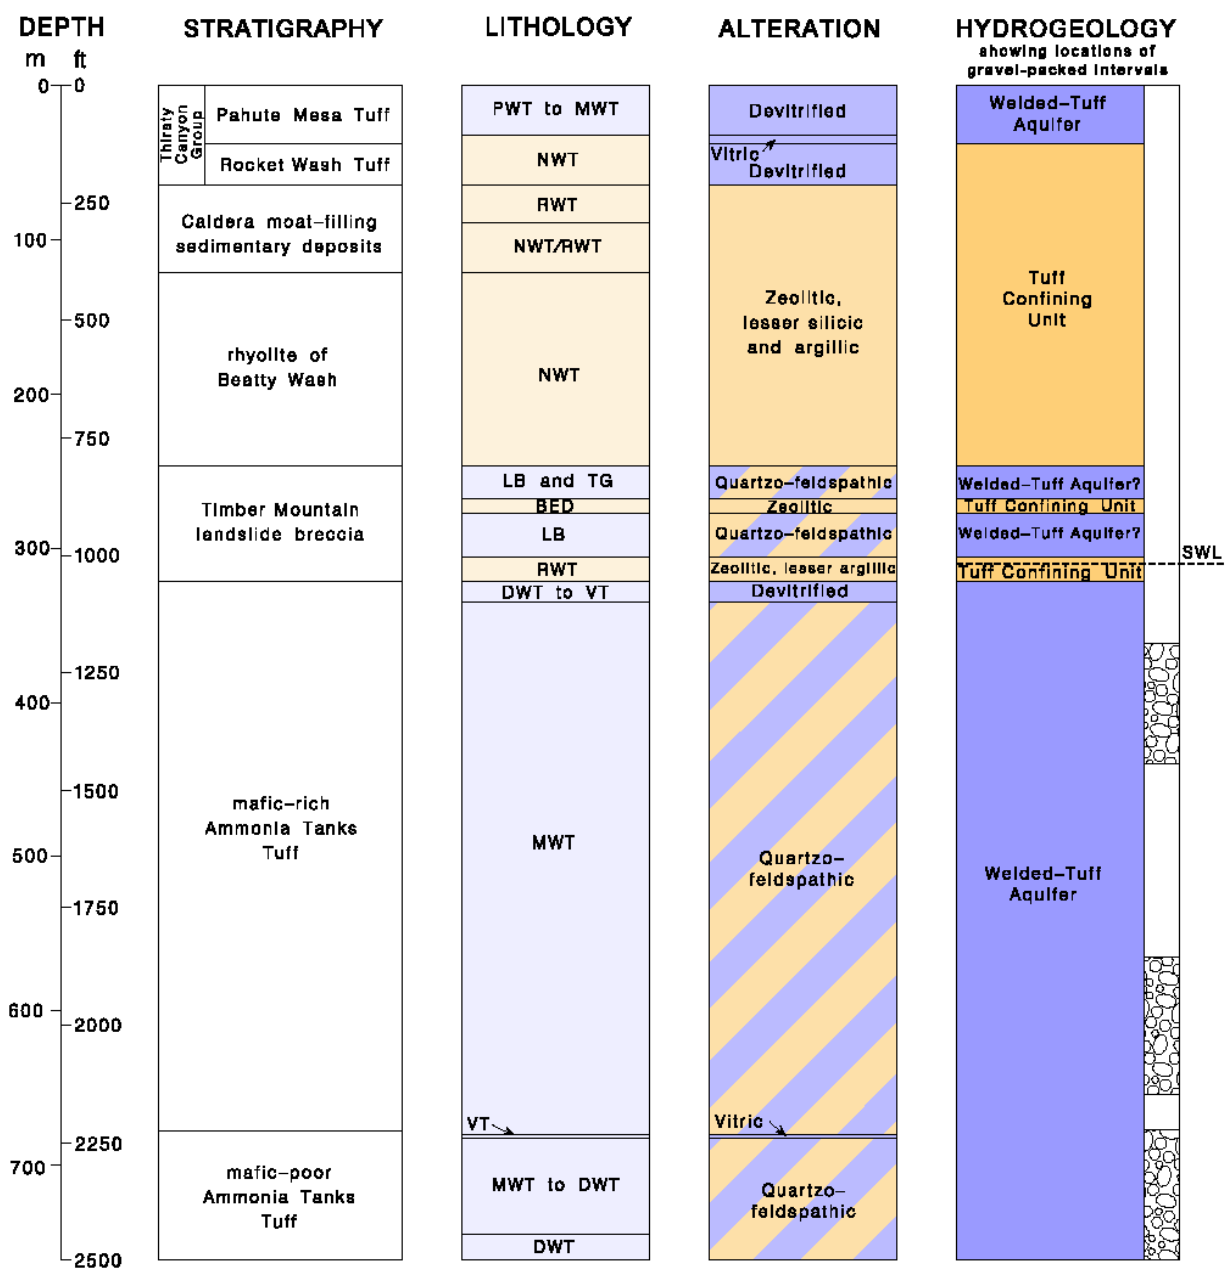 DEPTH
m ft
STRATIGRAPHY
LITHOLOGY
ALTERATION
HYDROGEOLOGY
showing locations of
gravel-packed intervals
0 0
250
100
500
200
750
300
1000
1250
400
1500
500
1750
600
2000
2250
700
2500
Thirsty
Canyon
Group
Pahute Mesa Tuff
Rocket Wash Tuff
Caldera moat-filling
sedimentary deposits
rhyolite of
Beatty Wash
Timber Mountain
landslide breccia
mafic-rich
Ammonia Tanks
Tuff
mafic-poor
Ammonia Tanks
Tuff
PWT to MWT
NWT
RWT
NWT/RWT
NWT
LB and TG
BED
LB
RWT
DWT to VT
MWT
VT
MWT to DWT
DWT
Devitrified
Vitric
Devitrified
Zeolitic,
lesser silicic
and argillic
Quartzo-feldspathic
Zeolitic
Quartzo-feldspathic
Zeolitic, lesser argillic
Devitrified
Quartzo-
feldspathic
Vitric
Quartzo-
feldspathic
Welded-Tuff
Aquifer
Tuff
Confining
Unit
Welded-Tuff Aquifer?
Tuff Confining Unit
Welded-Tuff Aquifer?
SWL
Tuff Confining Unit
Welded-Tuff
Aquifer